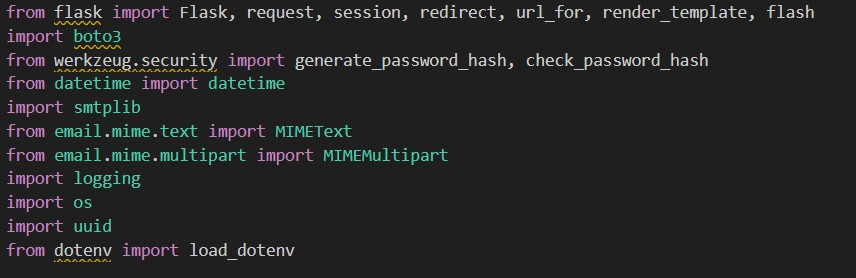 from flask import Flask, request, session, redirect, url_for, render_template, flash
import boto3
from werkzeug.security import generate_password_hash, check_password_hash
from datetime import datetime
import smtplib
from email.mime.text import MIMEText
from email.mime.multipart import MIMEMultipart
import logging
import os
import uuid
from dotenv import load_dotenv